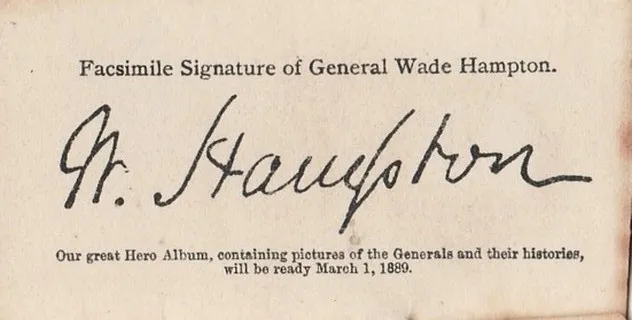 Facsimile Signature of General Wade Hampton.
W. Hampton
Our great Hero Album, containing pictures of the Generals and their histories,
will be ready March 1, 1889.